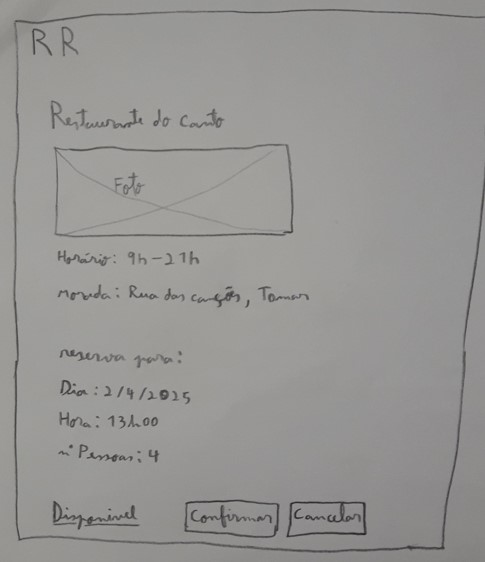 RR
Restaurante do canto
Foto
Horário: 9h-21h
morada: Rua das canções, Tomar
reserva para:
Dia: 2/4/2025
Hora: 13h00
nº Pessoas: 4
Disponível Confirmar Cancelar